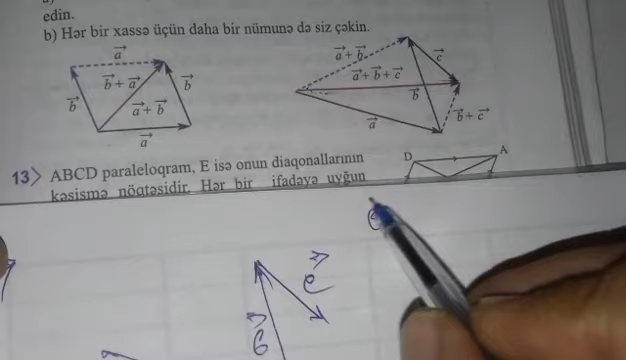 edin.
b) Hər bir xassə üçün daha bir nümunə də siz çəkin.
a⃗
b⃗ + a⃗
b⃗
b⃗
a⃗ + b⃗
a⃗
a⃗ + b⃗
c⃗
a⃗ + b⃗ + c⃗
b⃗
a⃗
b⃗ + c⃗
13> ABCD paraleloqram, E isə onun diaqonallarının
kəsişmə nöqtəsidir. Hər bir ifadəyə uyğun
D
A